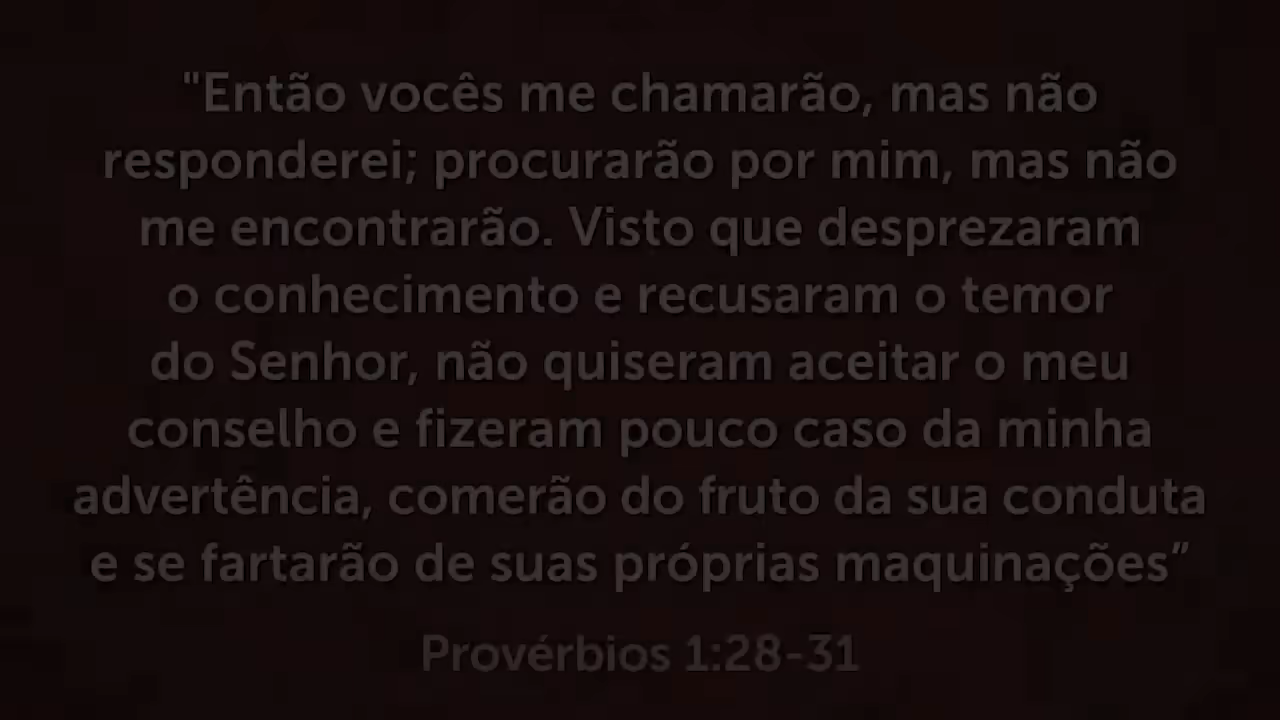 "Então vocês me chamarão, mas não
responderei; procurarão por mim, mas não
me encontrarão. Visto que desprezaram
o conhecimento e recusaram o temor
do Senhor, não quiseram aceitar o meu
conselho e fizeram pouco caso da minha
advertência, comerão do fruto da sua conduta
e se fartarão de suas próprias maquinações”
Provérbios 1:28-31